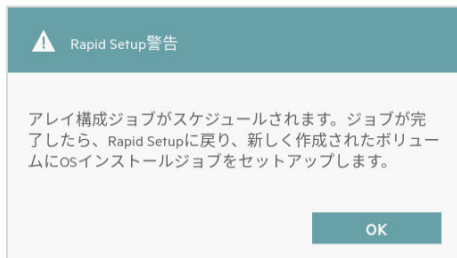 Rapid Setup警告
アレイ構成ジョブがスケジュールされます。ジョブが完
了したら、Rapid Setupに戻り、新しく作成されたボリュー
ムにOSインストールジョブをセットアップします。
OK